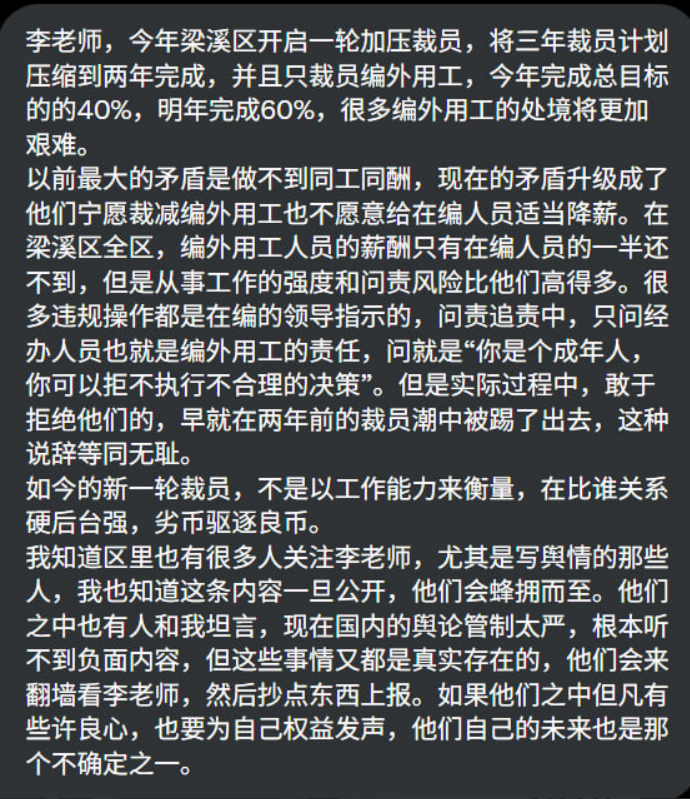 李老师，今年梁溪区开启一轮加压裁员，将三年裁员计划
压缩到两年完成，并且只裁员编外用工，今年完成总目标
的的40%，明年完成60%，很多编外用工的处境将更加
艰难。
以前最大的矛盾是做不到同工同酬，现在的矛盾升级成了
他们宁愿裁减编外用工也不愿意给在编人员适当降薪。在
梁溪区全区，编外用工人员的薪酬只有在编人员的一半还
不到，但是从事工作的强度和问责风险比他们高得多。很
多违规操作都是在编的领导指示的，问责追责中，只问经
办人员也就是编外用工的责任，问就是“你是个成年人，
你可以拒不执行不合理的决策”。但是实际过程中，敢于
拒绝他们的，早就在两年前的裁员潮中被踢了出去，这种
说辞等同无耻。
如今的新一轮裁员，不是以工作能力来衡量，在比谁关系
硬后台强，劣币驱逐良币。
我知道区里也有很多人关注李老师，尤其是写舆情的那些
人，我也知道这条内容一旦公开，他们会蜂拥而至。他们
之中也有人和我坦言，现在国内的舆论管制太严，根本听
不到负面内容，但这些事情又都是真实存在的，他们会来
翻墙看李老师，然后抄点东西上报。如果他们之中但凡有
些许良心，也要为自己权益发声，他们自己的未来也是那
个不确定之一。